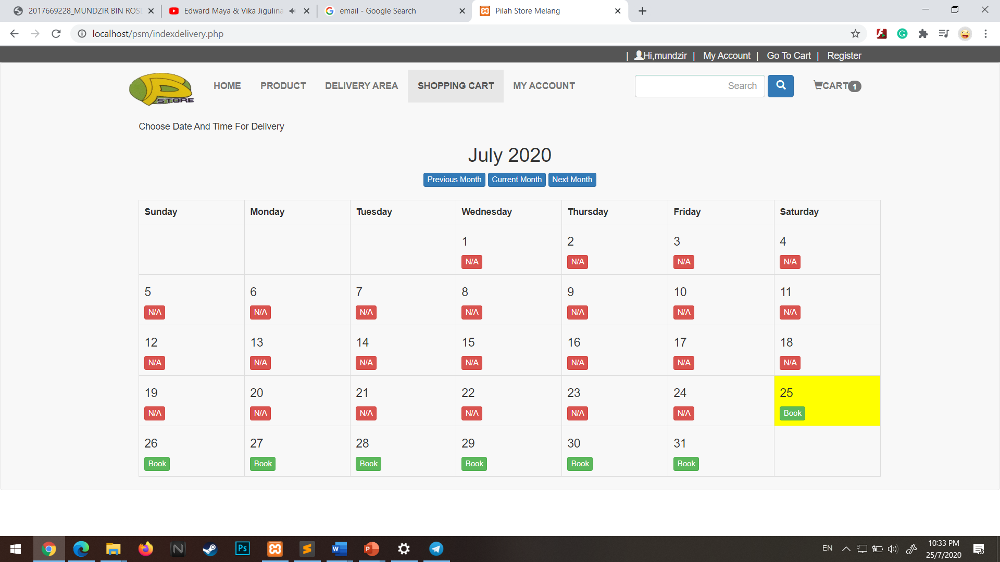 2017669228_MUNDZIR BIN ROS
Edward Maya & Vika Jigulina
email - Google Search
Pilah Store Melang
localhost/psm/indexdelivery.php
| Hi,mundzir | My Account | Go To Cart | Register
P STORE
HOME PRODUCT DELIVERY AREA SHOPPING CART MY ACCOUNT Search CART 1
Choose Date And Time For Delivery
July 2020
Previous Month Current Month Next Month
Sunday Monday Tuesday Wednesday Thursday Friday Saturday
1 2 3 4
N/A N/A N/A N/A
5 6 7 8 9 10 11
N/A N/A N/A N/A N/A N/A N/A
12 13 14 15 16 17 18
N/A N/A N/A N/A N/A N/A N/A
19 20 21 22 23 24 25
N/A N/A N/A N/A N/A N/A Book
26 27 28 29 30 31
Book Book Book Book Book Book
EN 10:33 PM
25/7/2020